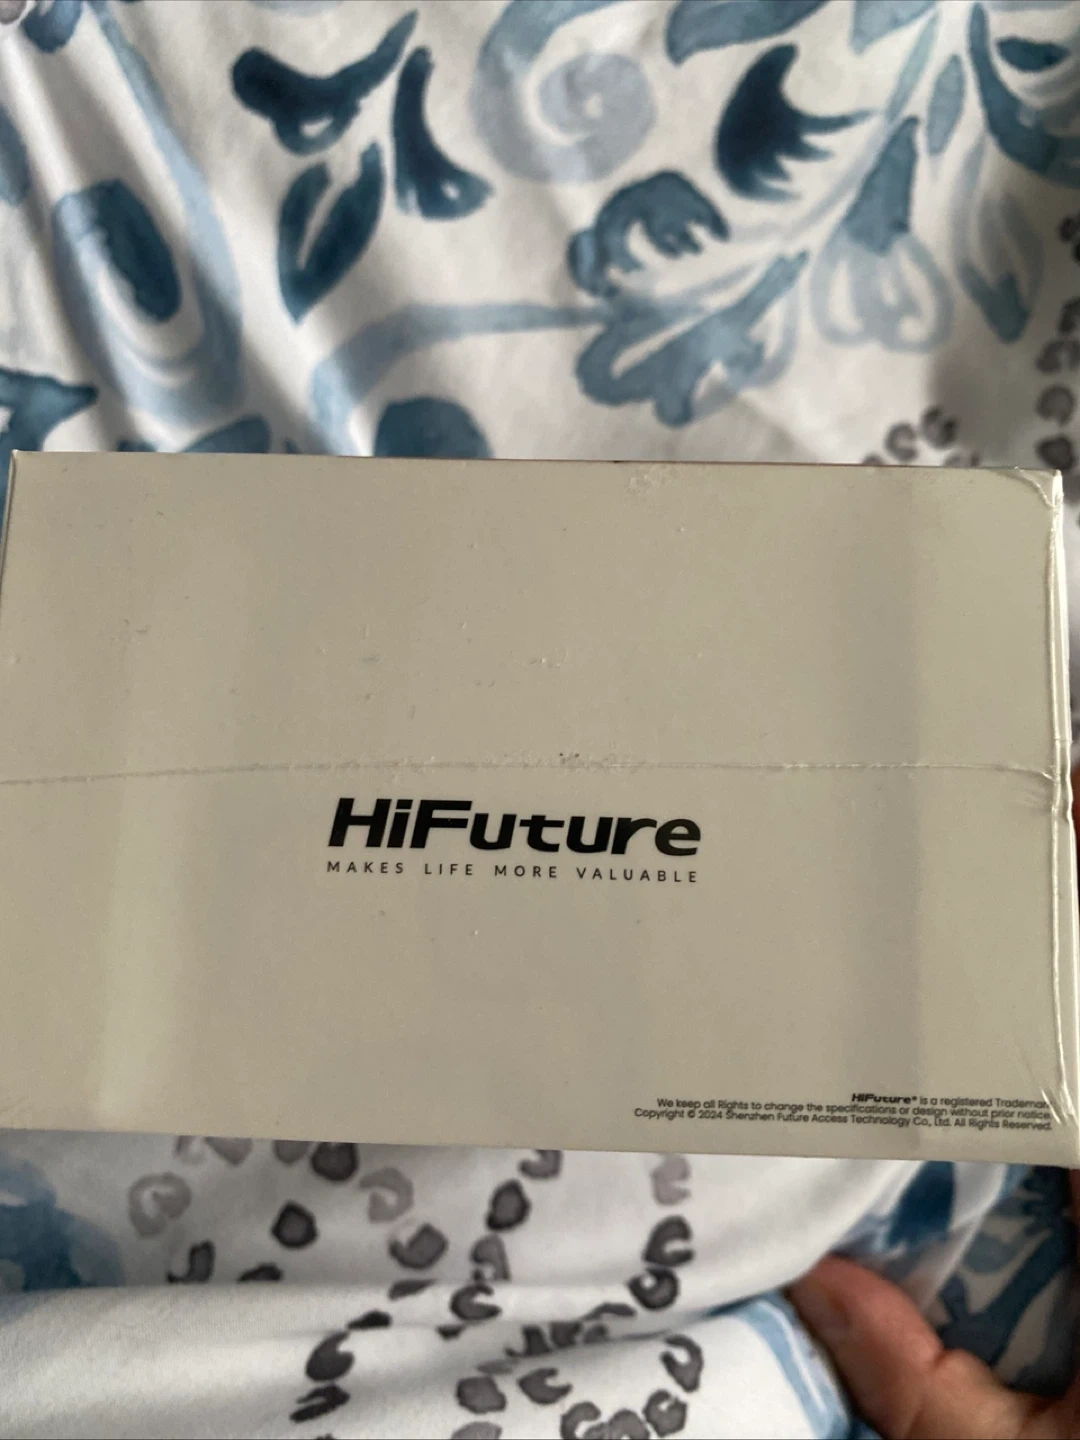 HiFuture
MAKES LIFE MORE VALUABLE
HiFuture® is a registered Trademark.
We keep all Rights to change the specifications or design without prior notice.
Copyright © 2024 Shenzhen Future Access Technology Co., Ltd. All Rights Reserved.